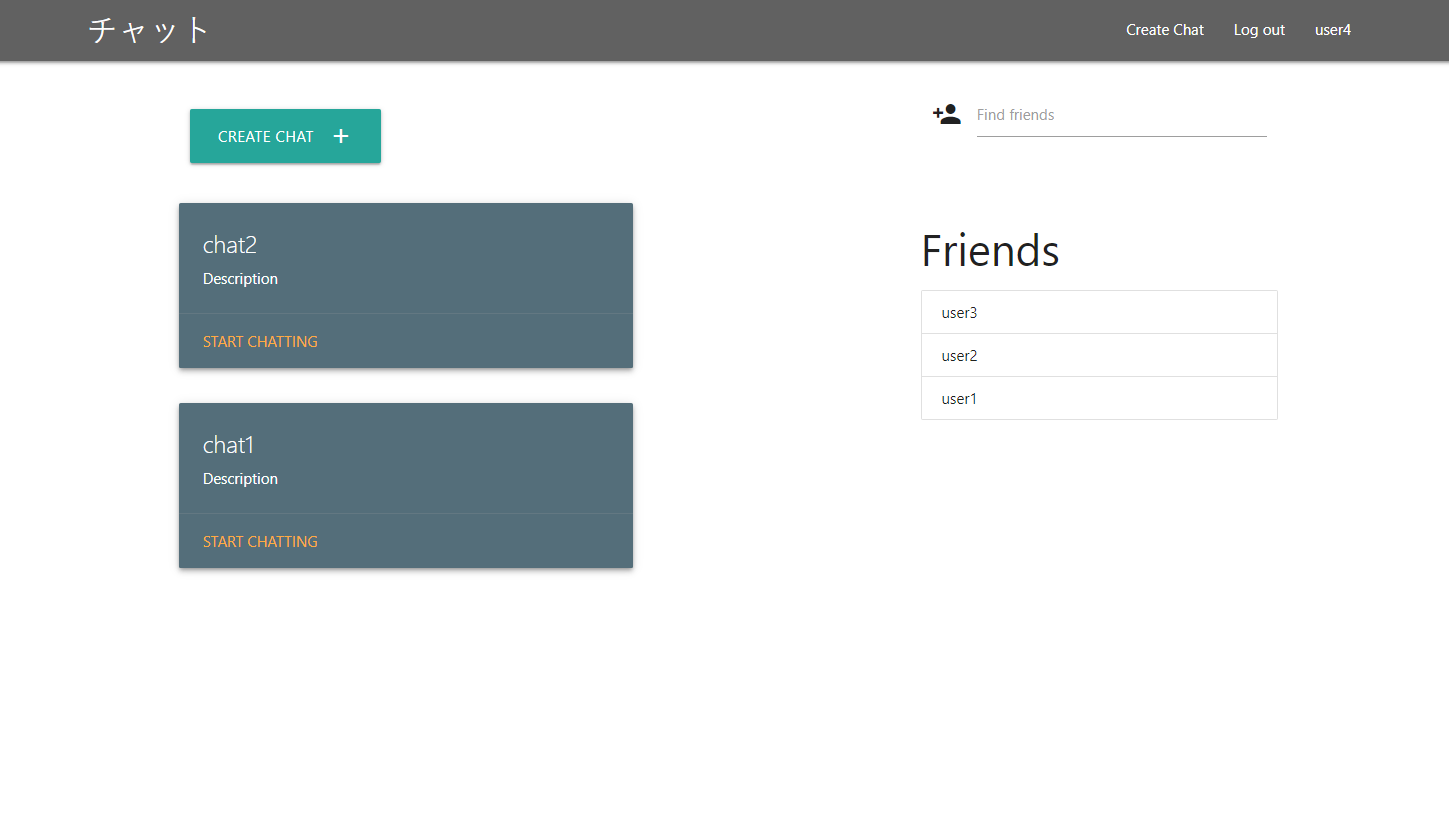 チャット
Create Chat
Log out
user4
CREATE CHAT
chat2
Description
START CHATTING
chat1
Description
START CHATTING
Find friends
Friends
user3
user2
user1